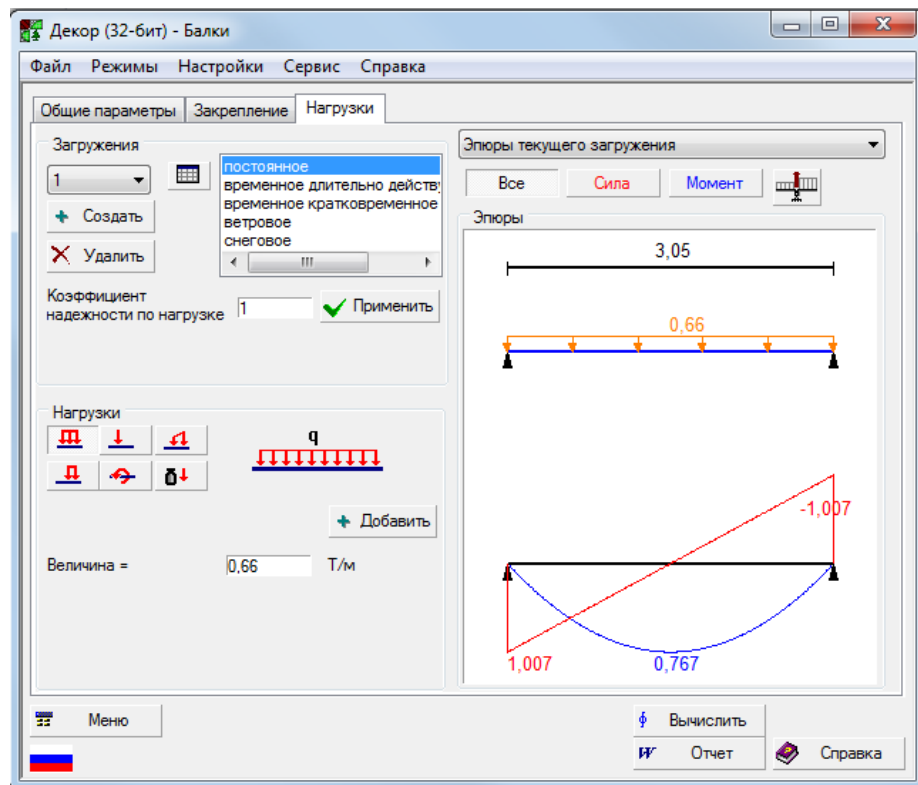 Декор (32-бит) - Балки
Файл Режимы Настройки Сервис Справка
Общие параметры Закрепление Нагрузки
Загружения
1
Создать
Удалить
постоянное
временное длительно действу
временное кратковременное
ветровое
снеговое
Коэффициент
надежности по нагрузке
1
Применить
Нагрузки
q
Добавить
Величина = 0,66 Т/м
Эпюры текущего загружения
Все Сила Момент
Эпюры
3,05
0,66
-1,007
1,007 0,767
Меню
Вычислить
Отчет
Справка